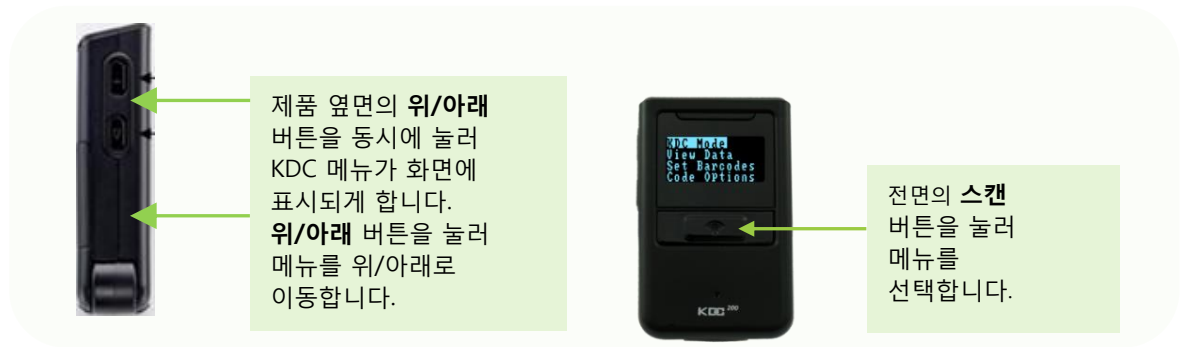 제품 옆면의 위/아래
버튼을 동시에 눌러
KDC 메뉴가 화면에
표시되게 합니다.
위/아래 버튼을 눌러
메뉴를 위/아래로
이동합니다.
KDC Mode
View Data
Set Barcodes
Code Options
KDC 200
전면의 스캔
버튼을 눌러
메뉴를
선택합니다.